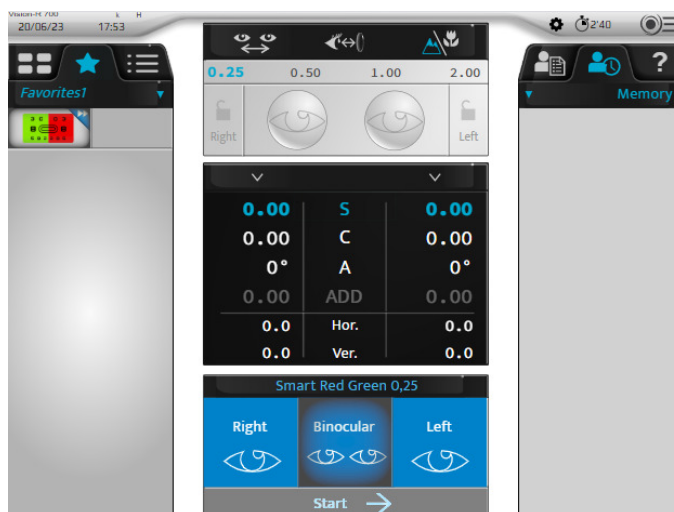 Vision-R 700
20/06/23 17:53 2'40
Favorites1
0.25 0.50 1.00 2.00
Right Left
?
Memory
0.00 S 0.00
0.00 C 0.00
0° A 0°
0.00 ADD 0.00
0.0 Hor. 0.0
0.0 Ver. 0.0
Smart Red Green 0,25
Right Binocular Left
Start